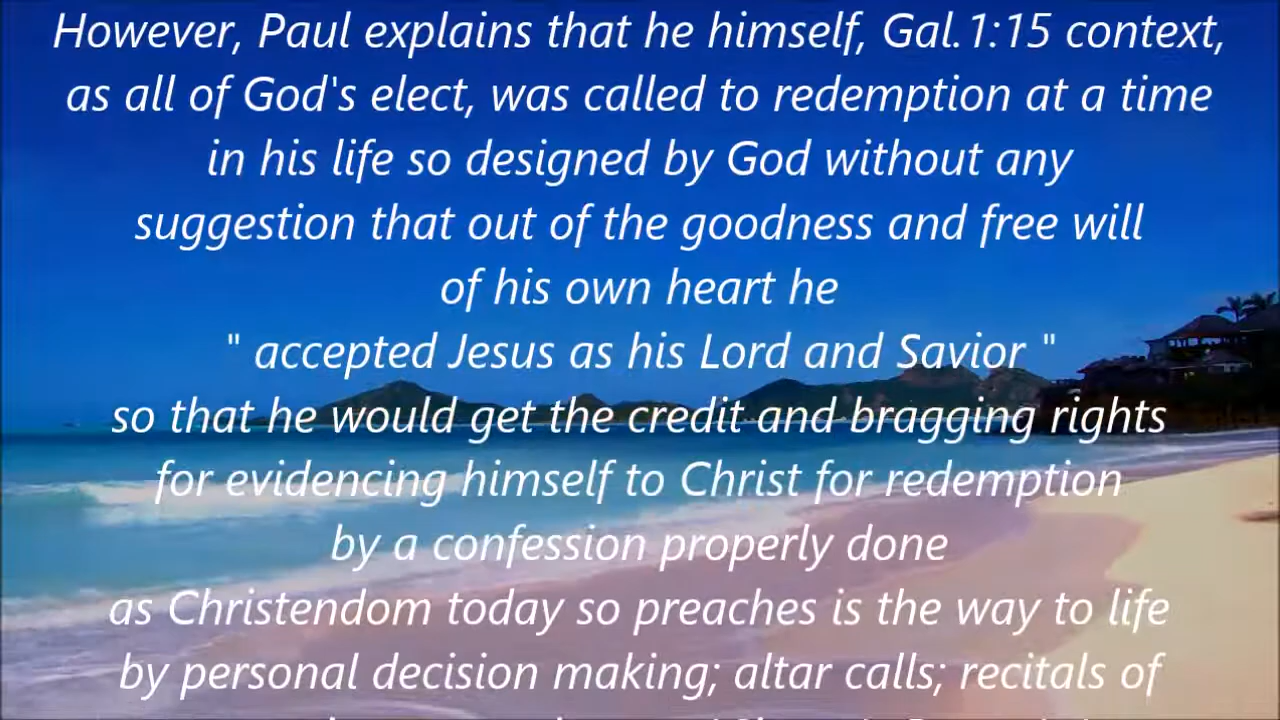 However, Paul explains that he himself, Gal.1:15 context,
as all of God's elect, was called to redemption at a time
in his life so designed by God without any
suggestion that out of the goodness and free will
of his own heart he
" accepted Jesus as his Lord and Savior "
so that he would get the credit and bragging rights
for evidencing himself to Christ for redemption
by a confession properly done
as Christendom today so preaches is the way to life
by personal decision making; altar calls; recitals of